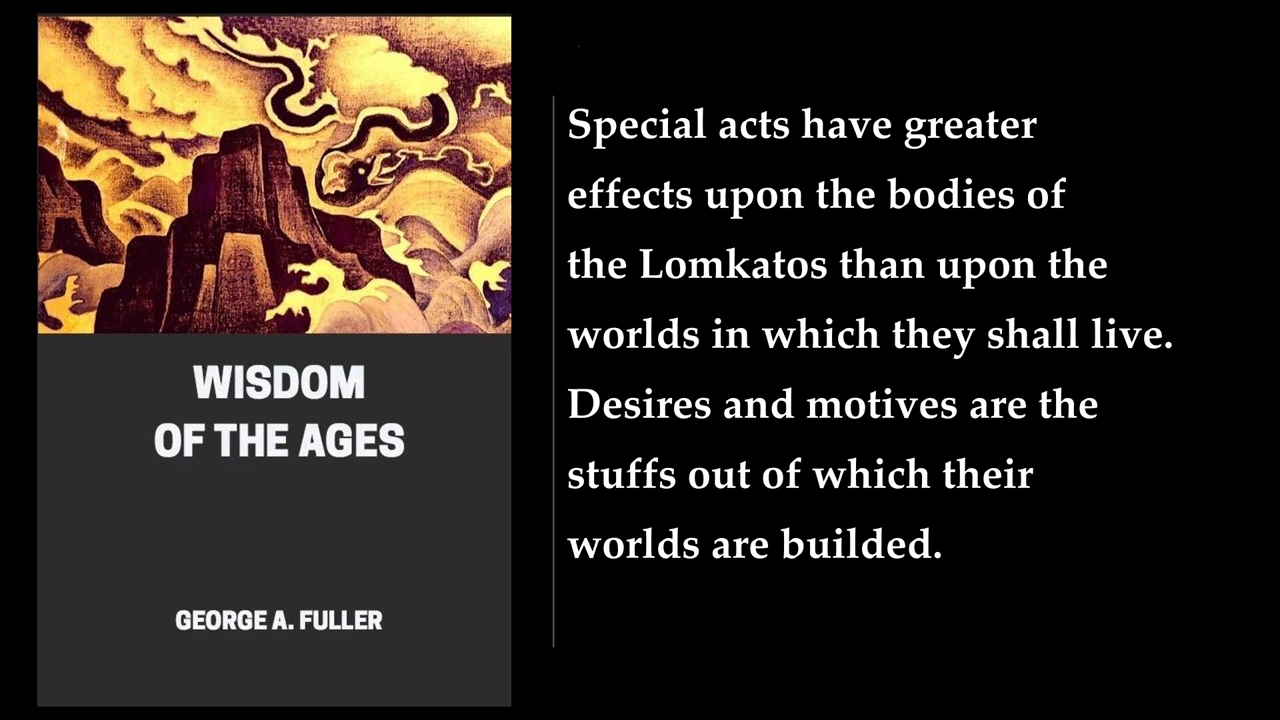 WISDOM
OF THE AGES
GEORGE A. FULLER
Special acts have greater
effects upon the bodies of
the Lomkatos than upon the
worlds in which they shall live.
Desires and motives are the
stuffs out of which their
worlds are builded.